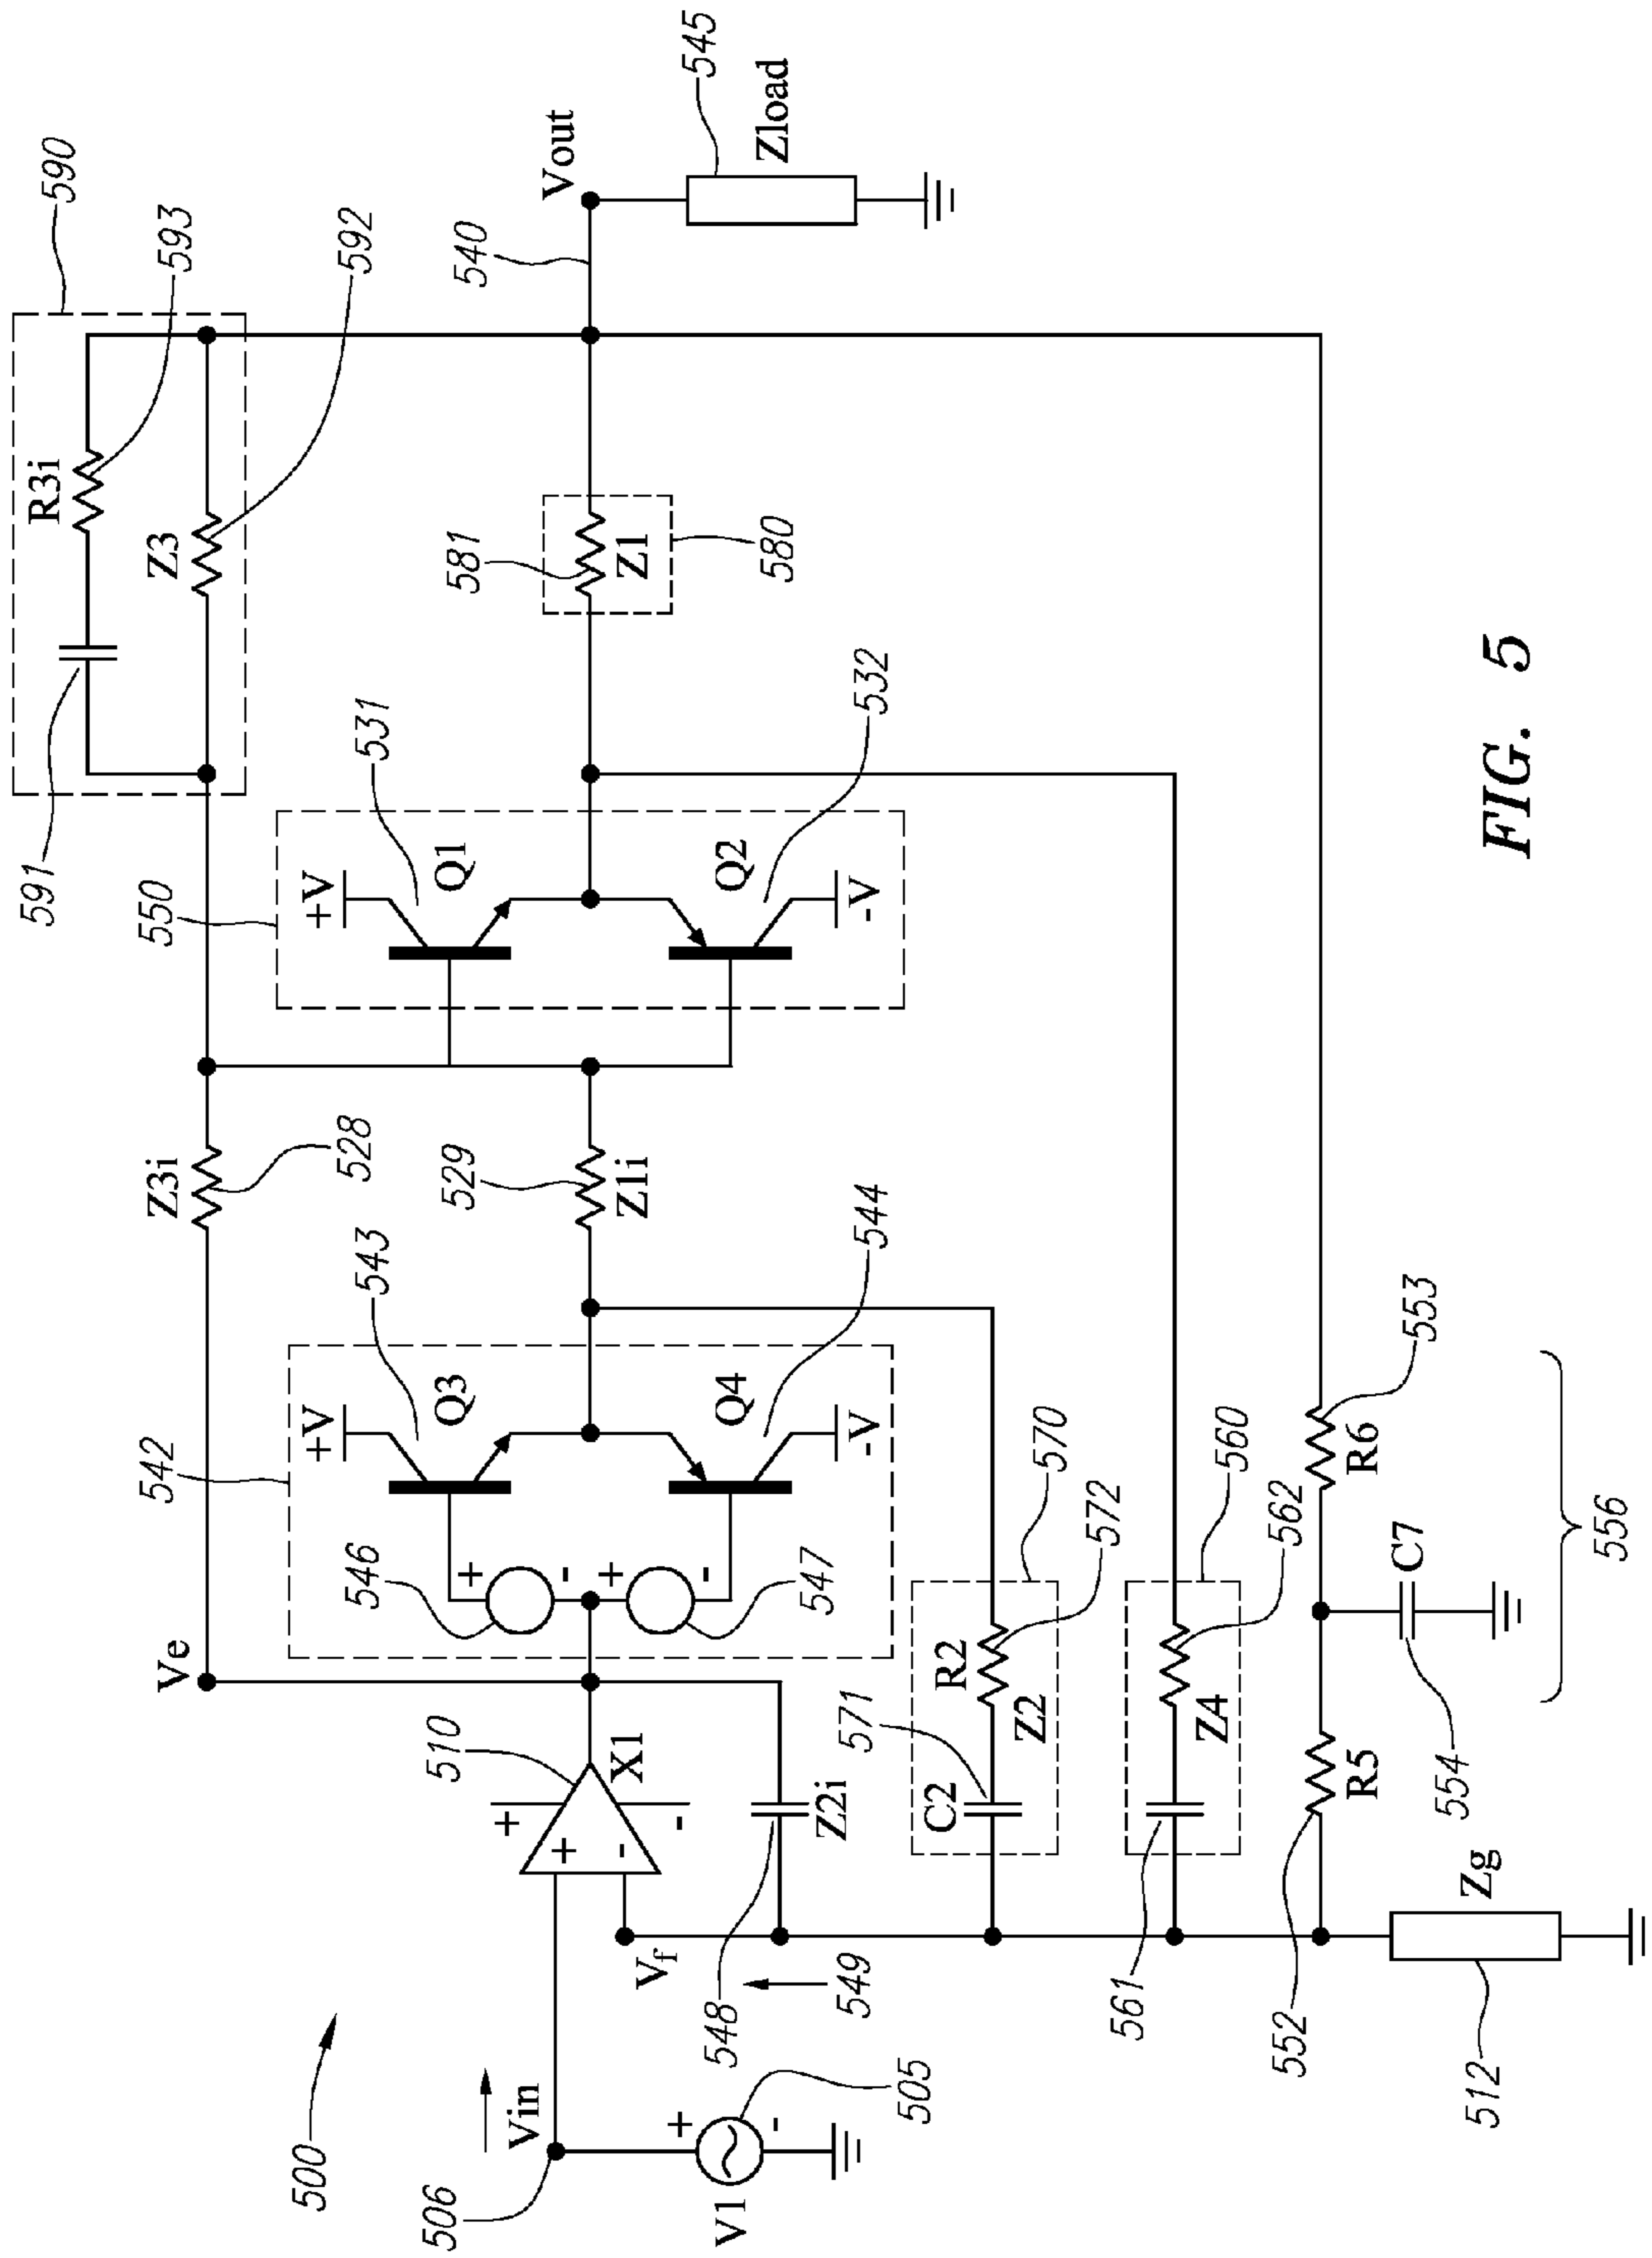 590
593
R3i
592
Z3
591
545
Vout
Zload
540
581
Z1
580
532
531
550
+V
Q1
Q2
-V
Z3i
528
529
Z1i
543
544
542
+V
Q3
Q4
-V
546
+
-
+
-
547
Ve
510
X1
+
+
-
-
548
Z2i
571
C2
R2
Z2
572
570
560
562
Z4
561
553
R6
C7
554
556
R5
552
Zg
512
Vf
549
500
Vin
506
V1
+
-
505
FIG. 5